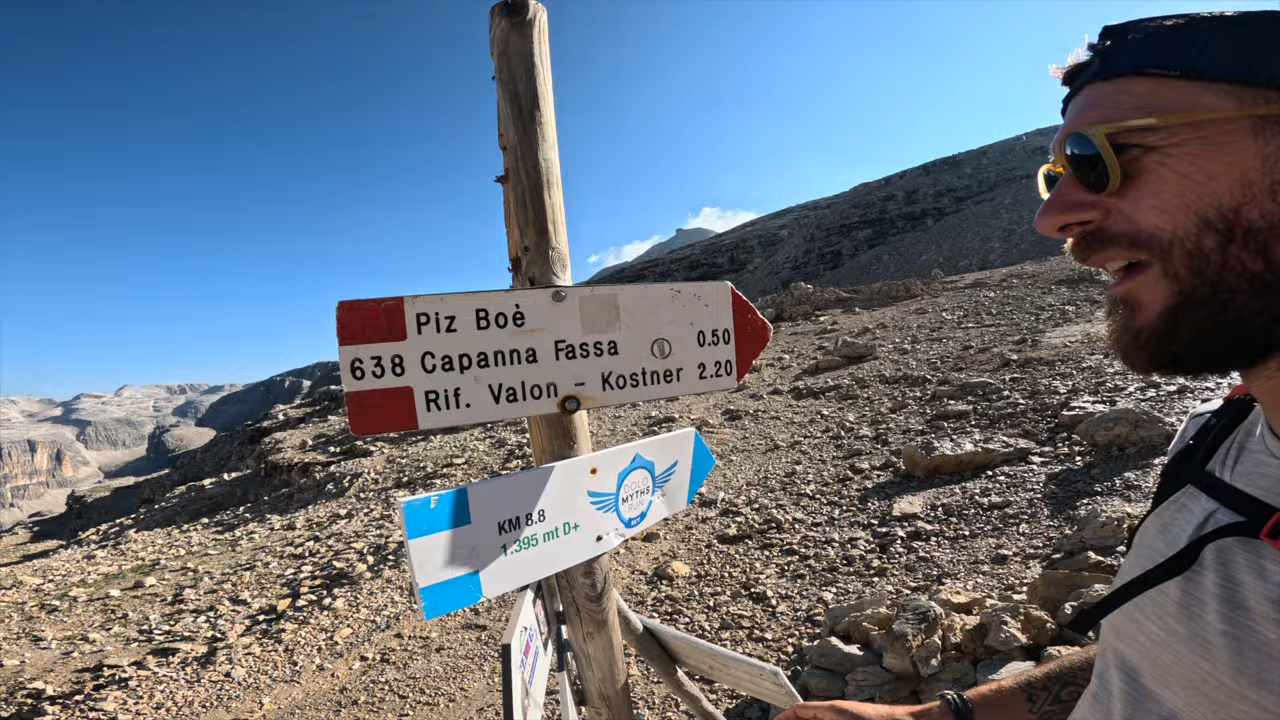 Piz Boè
638 Capanna Fassa 0.50
Rif. Valon - Kostner 2.20
KM 8.8
1.395 mt D+
DOLO
MYTHS
RUN
SKY